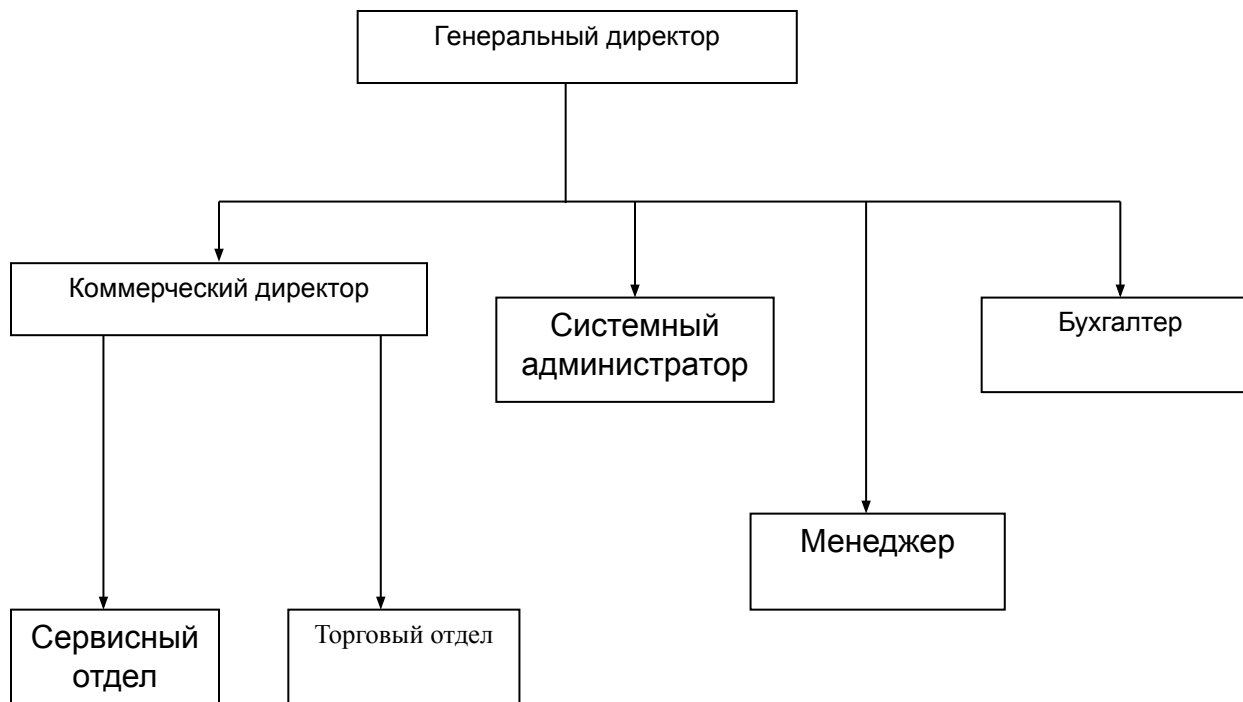 Генеральный директор
Коммерческий директор
Системный
администратор
Бухгалтер
Менеджер
Сервисный
отдел
Торговый отдел